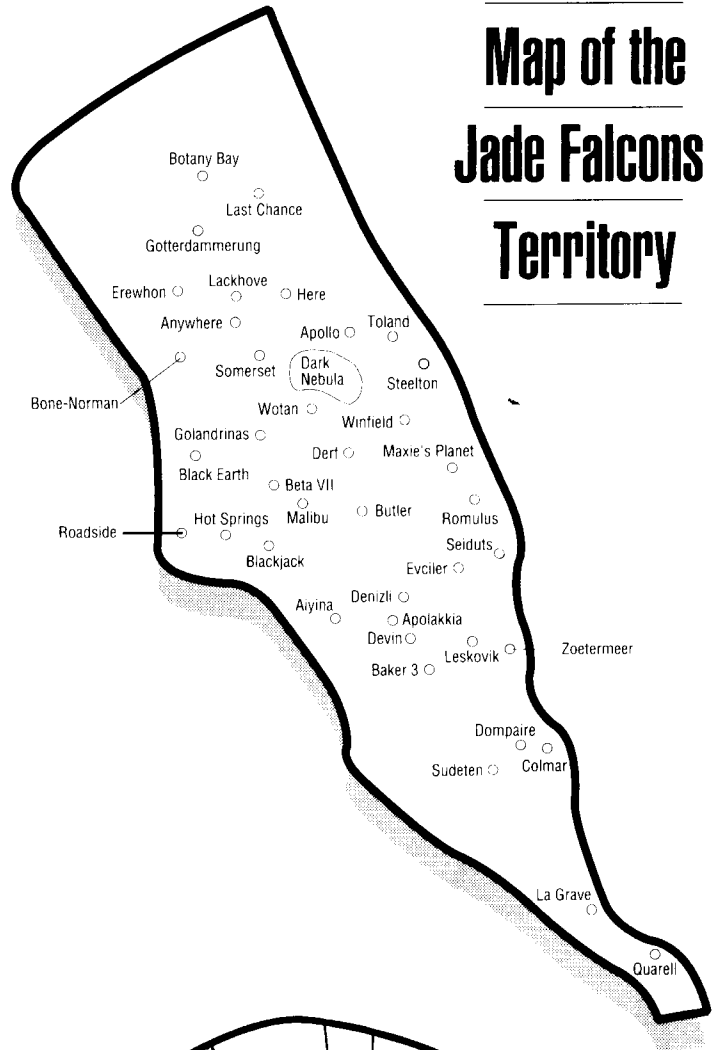 Map of the
Jade Falcons
Territory
Botany Bay
Last Chance
Gotterdammerung
Erewhon
Lackhove
Here
Anywhere
Apollo
Toland
Somerset
Dark
Nebula
Steelton
Bone-Norman
Wotan
Winfield
Golandrinas
Derf
Maxie's Planet
Black Earth
Beta VII
Malibu
Butler
Romulus
Roadside
Hot Springs
Blackjack
Seiduts
Evciler
Denizli
Aiyina
Apolakkia
Devin
Leskovik
Zoetermeer
Baker 3
Dompaire
Colmar
Sudeten
La Grave
Quarell